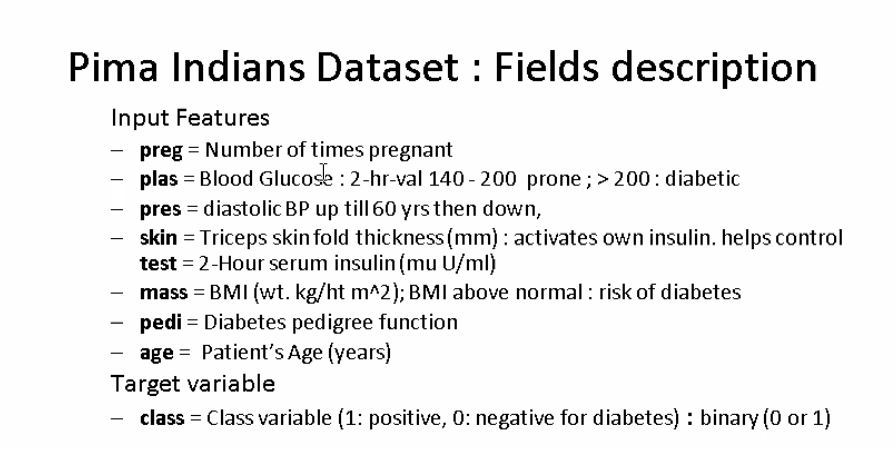 Pima Indians Dataset : Fields description
Input Features
– preg = Number of times pregnant
– plas = Blood Glucose : 2-hr-val 140 - 200 prone ; > 200 : diabetic
– pres = diastolic BP up till 60 yrs then down,
– skin = Triceps skin fold thickness (mm) : activates own insulin. helps control
test = 2-Hour serum insulin (mu U/ml)
– mass = BMI (wt. kg/ht m^2); BMI above normal : risk of diabetes
– pedi = Diabetes pedigree function
– age = Patient's Age (years)
Target variable
– class = Class variable (1: positive, 0: negative for diabetes) : binary (0 or 1)